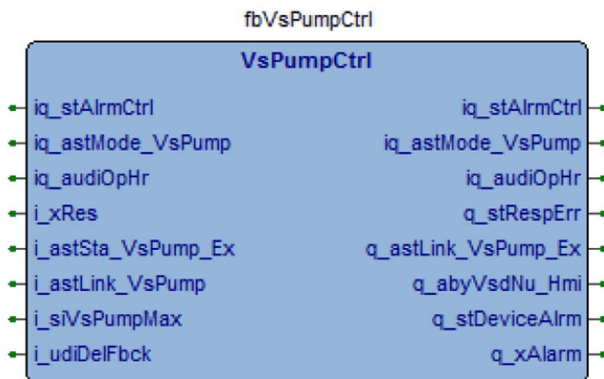 fbVsPumpCtrl
VsPumpCtrl
iq_stAlrmCtrl iq_stAlrmCtrl
iq_astMode_VsPump iq_astMode_VsPump
iq_audiOpHr iq_audiOpHr
i_xRes q_stRespErr
i_astSta_VsPump_Ex q_astLink_VsPump_Ex
i_astLink_VsPump q_abyVsdNu_Hmi
i_siVsPumpMax q_stDeviceAlrm
i_udiDelFbck q_xAlarm